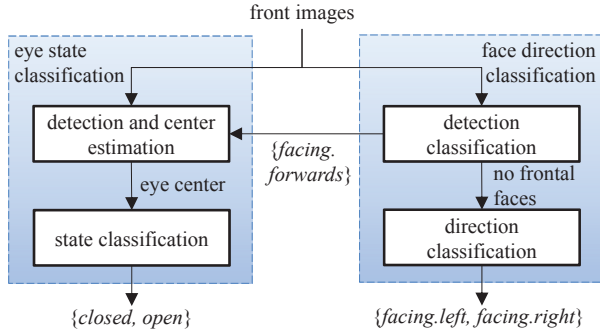 front images
eye state
classification
face direction
classification
detection and center
estimation
detection
classification
{facing.
forwards}
eye center
no frontal
faces
state classification
direction
classification
{closed, open}
{facing.left, facing.right}